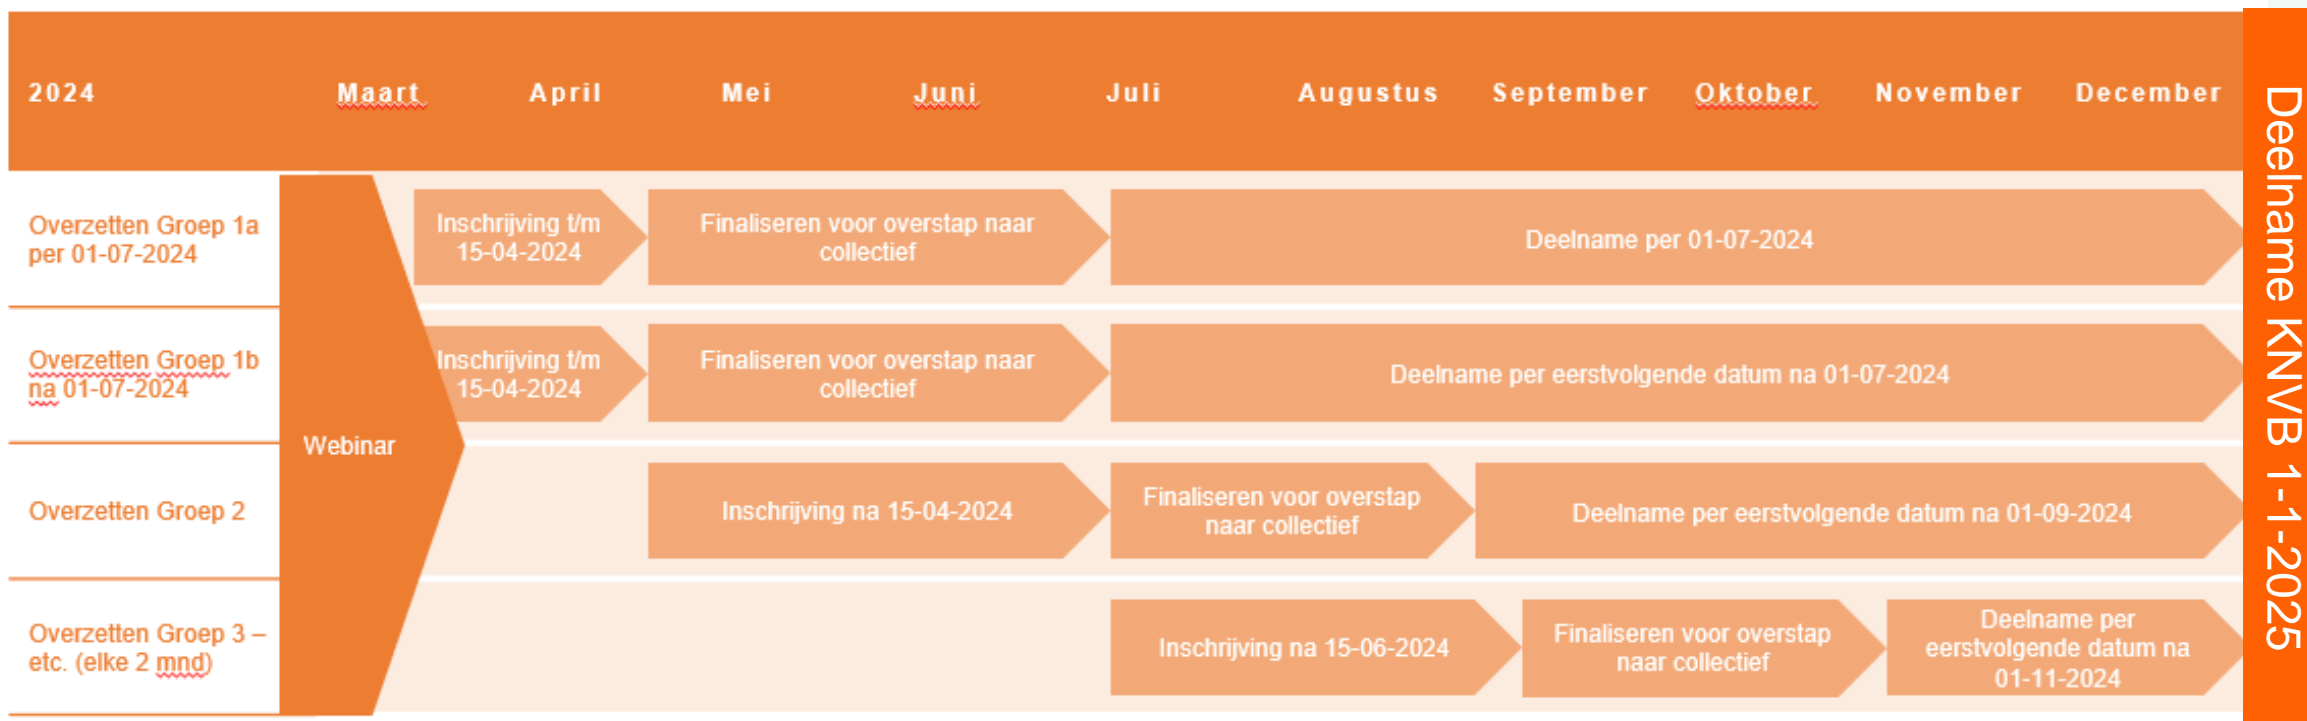 2024 Maart April Mei Juni Juli Augustus September Oktober November December
Overzetten Groep 1a
per 01-07-2024
Inschrijving t/m
15-04-2024
Finaliseren voor overstap naar
collectief
Deelname per 01-07-2024
Overzetten Groep 1b
na 01-07-2024
Inschrijving t/m
15-04-2024
Finaliseren voor overstap naar
collectief
Deelname per eerstvolgende datum na 01-07-2024
Webinar
Overzetten Groep 2
Inschrijving na 15-04-2024
Finaliseren voor overstap
naar collectief
Deelname per eerstvolgende datum na 01-09-2024
Overzetten Groep 3 –
etc. (elke 2 mnd)
Inschrijving na 15-06-2024
Finaliseren voor overstap
naar collectief
Deelname per
eerstvolgende datum na
01-11-2024
Deelname KNVB 1-1-2025